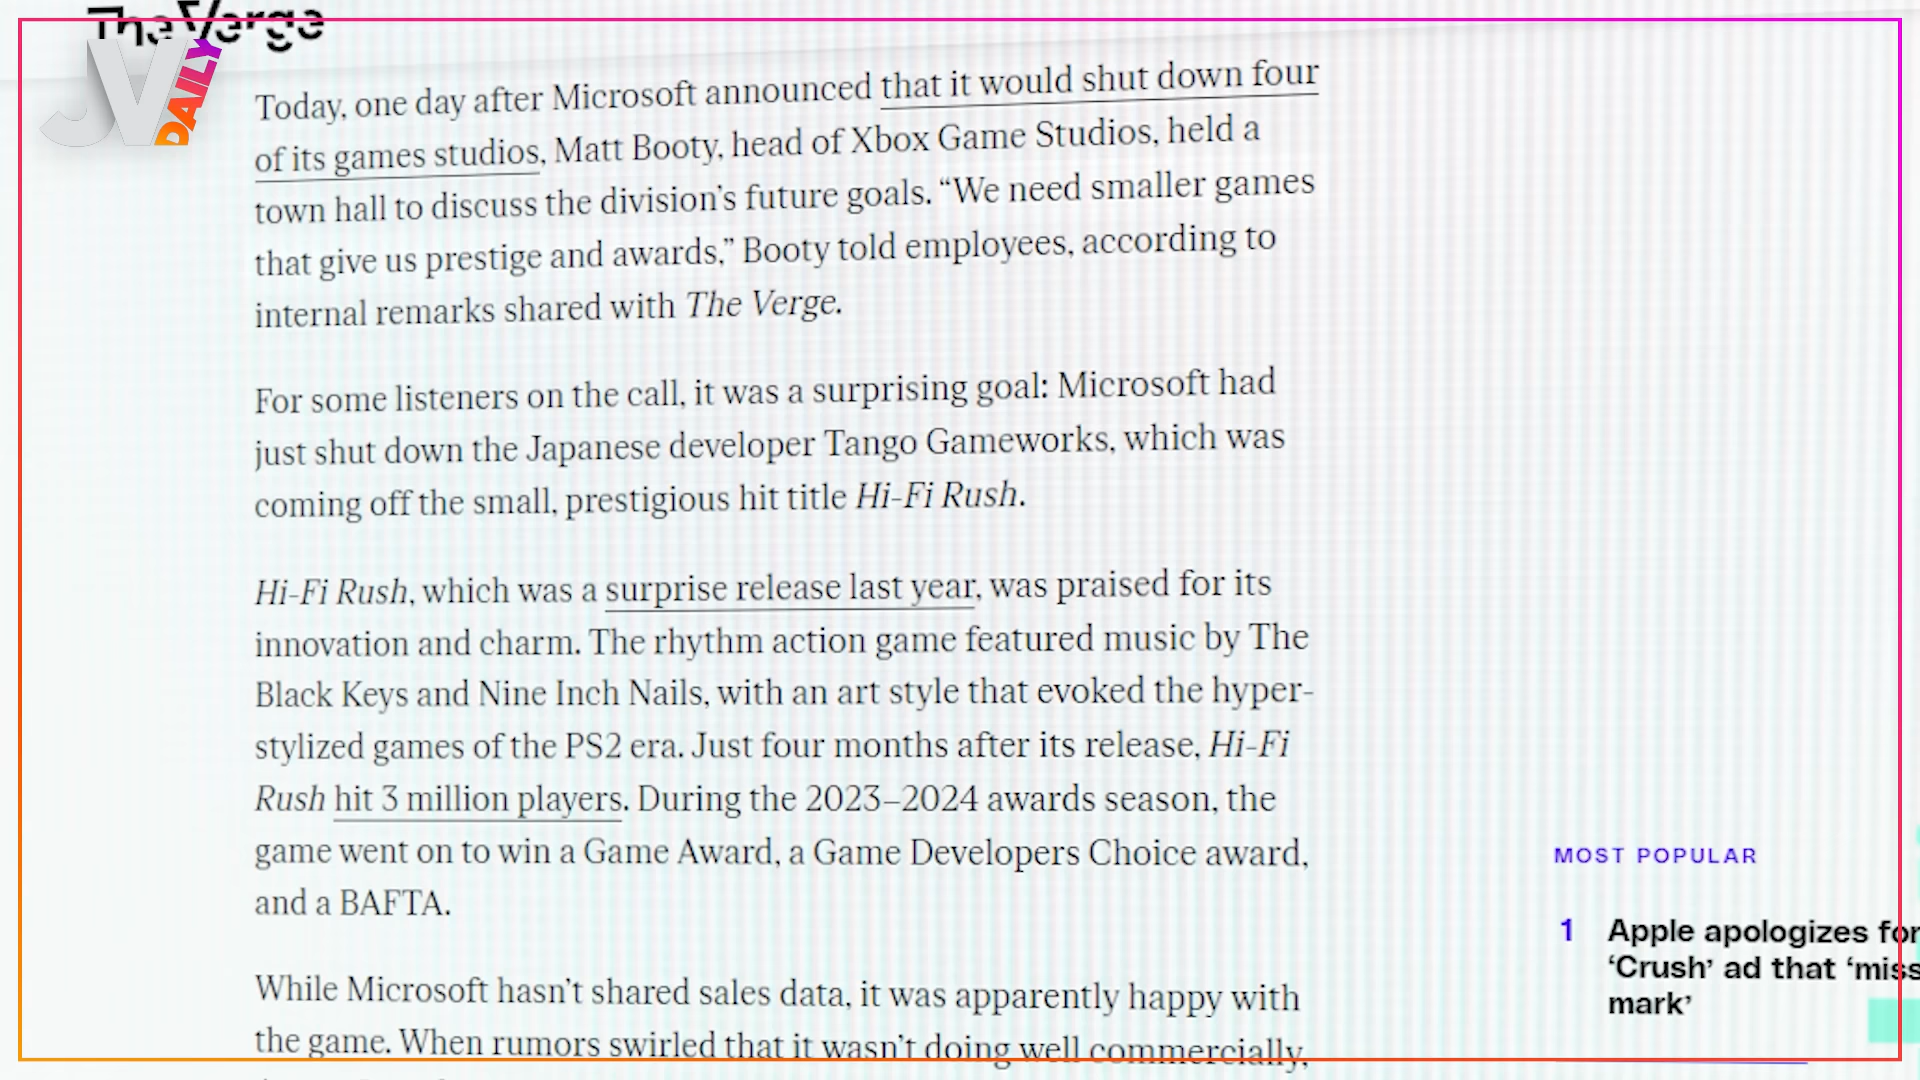 The Verge
JV
DAILY
Today, one day after Microsoft announced that it would shut down four
of its games studios, Matt Booty, head of Xbox Game Studios, held a
town hall to discuss the division’s future goals. “We need smaller games
that give us prestige and awards,” Booty told employees, according to
internal remarks shared with The Verge.
For some listeners on the call, it was a surprising goal: Microsoft had
just shut down the Japanese developer Tango Gameworks, which was
coming off the small, prestigious hit title Hi-Fi Rush.
Hi-Fi Rush, which was a surprise release last year, was praised for its
innovation and charm. The rhythm action game featured music by The
Black Keys and Nine Inch Nails, with an art style that evoked the hyper-
stylized games of the PS2 era. Just four months after its release, Hi-Fi
Rush hit 3 million players. During the 2023–2024 awards season, the
game went on to win a Game Award, a Game Developers Choice award,
and a BAFTA.
While Microsoft hasn’t shared sales data, it was apparently happy with
the game. When rumors swirled that it wasn’t doing well commercially,
MOST POPULAR
1 Apple apologizes for
‘Crush’ ad that ‘miss
mark’